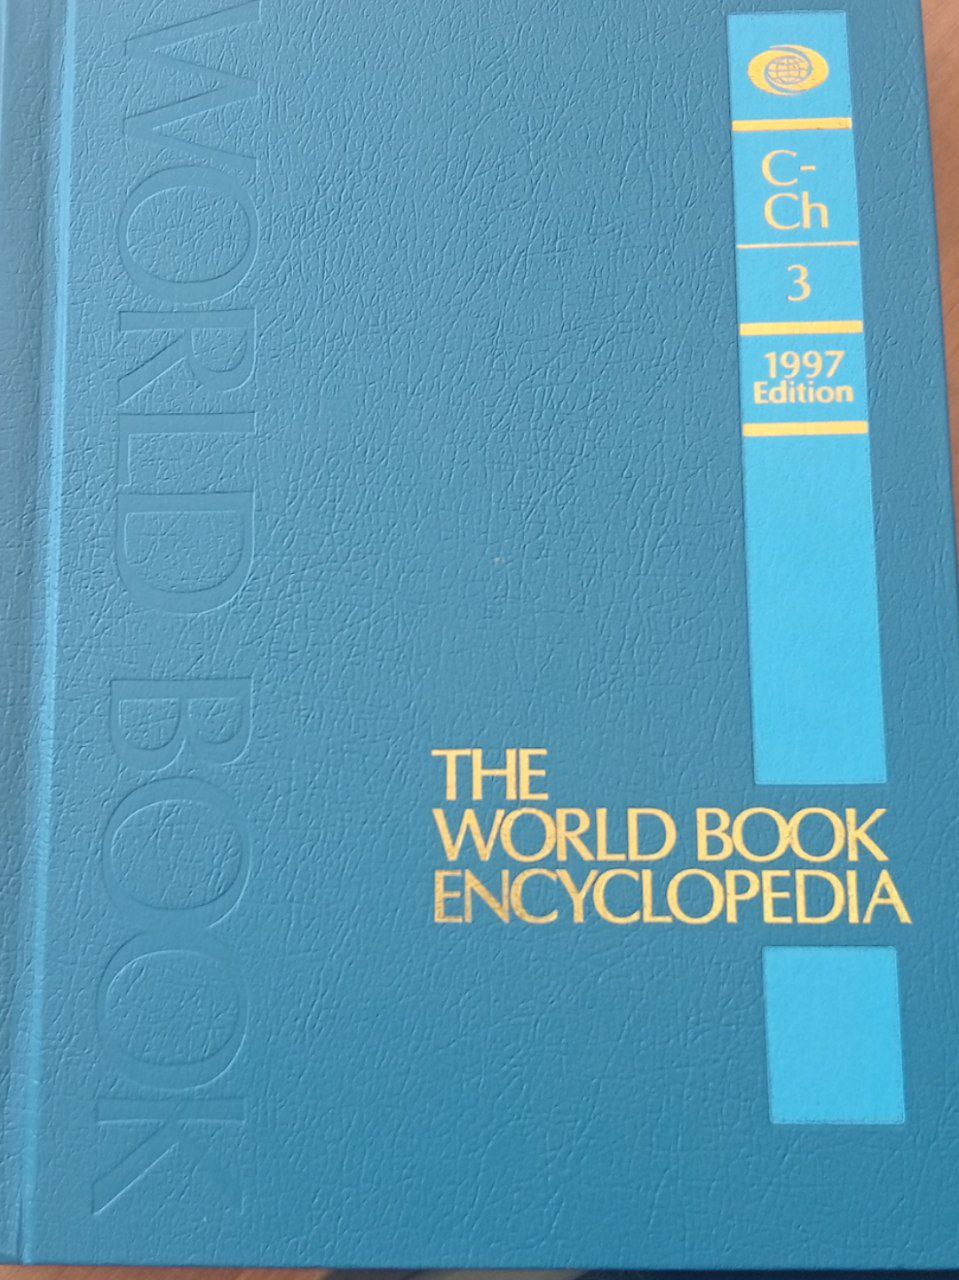 WORLD BOOK
C-
Ch
3
1997
Edition
THE
WORLD BOOK
ENCYCLOPEDIA